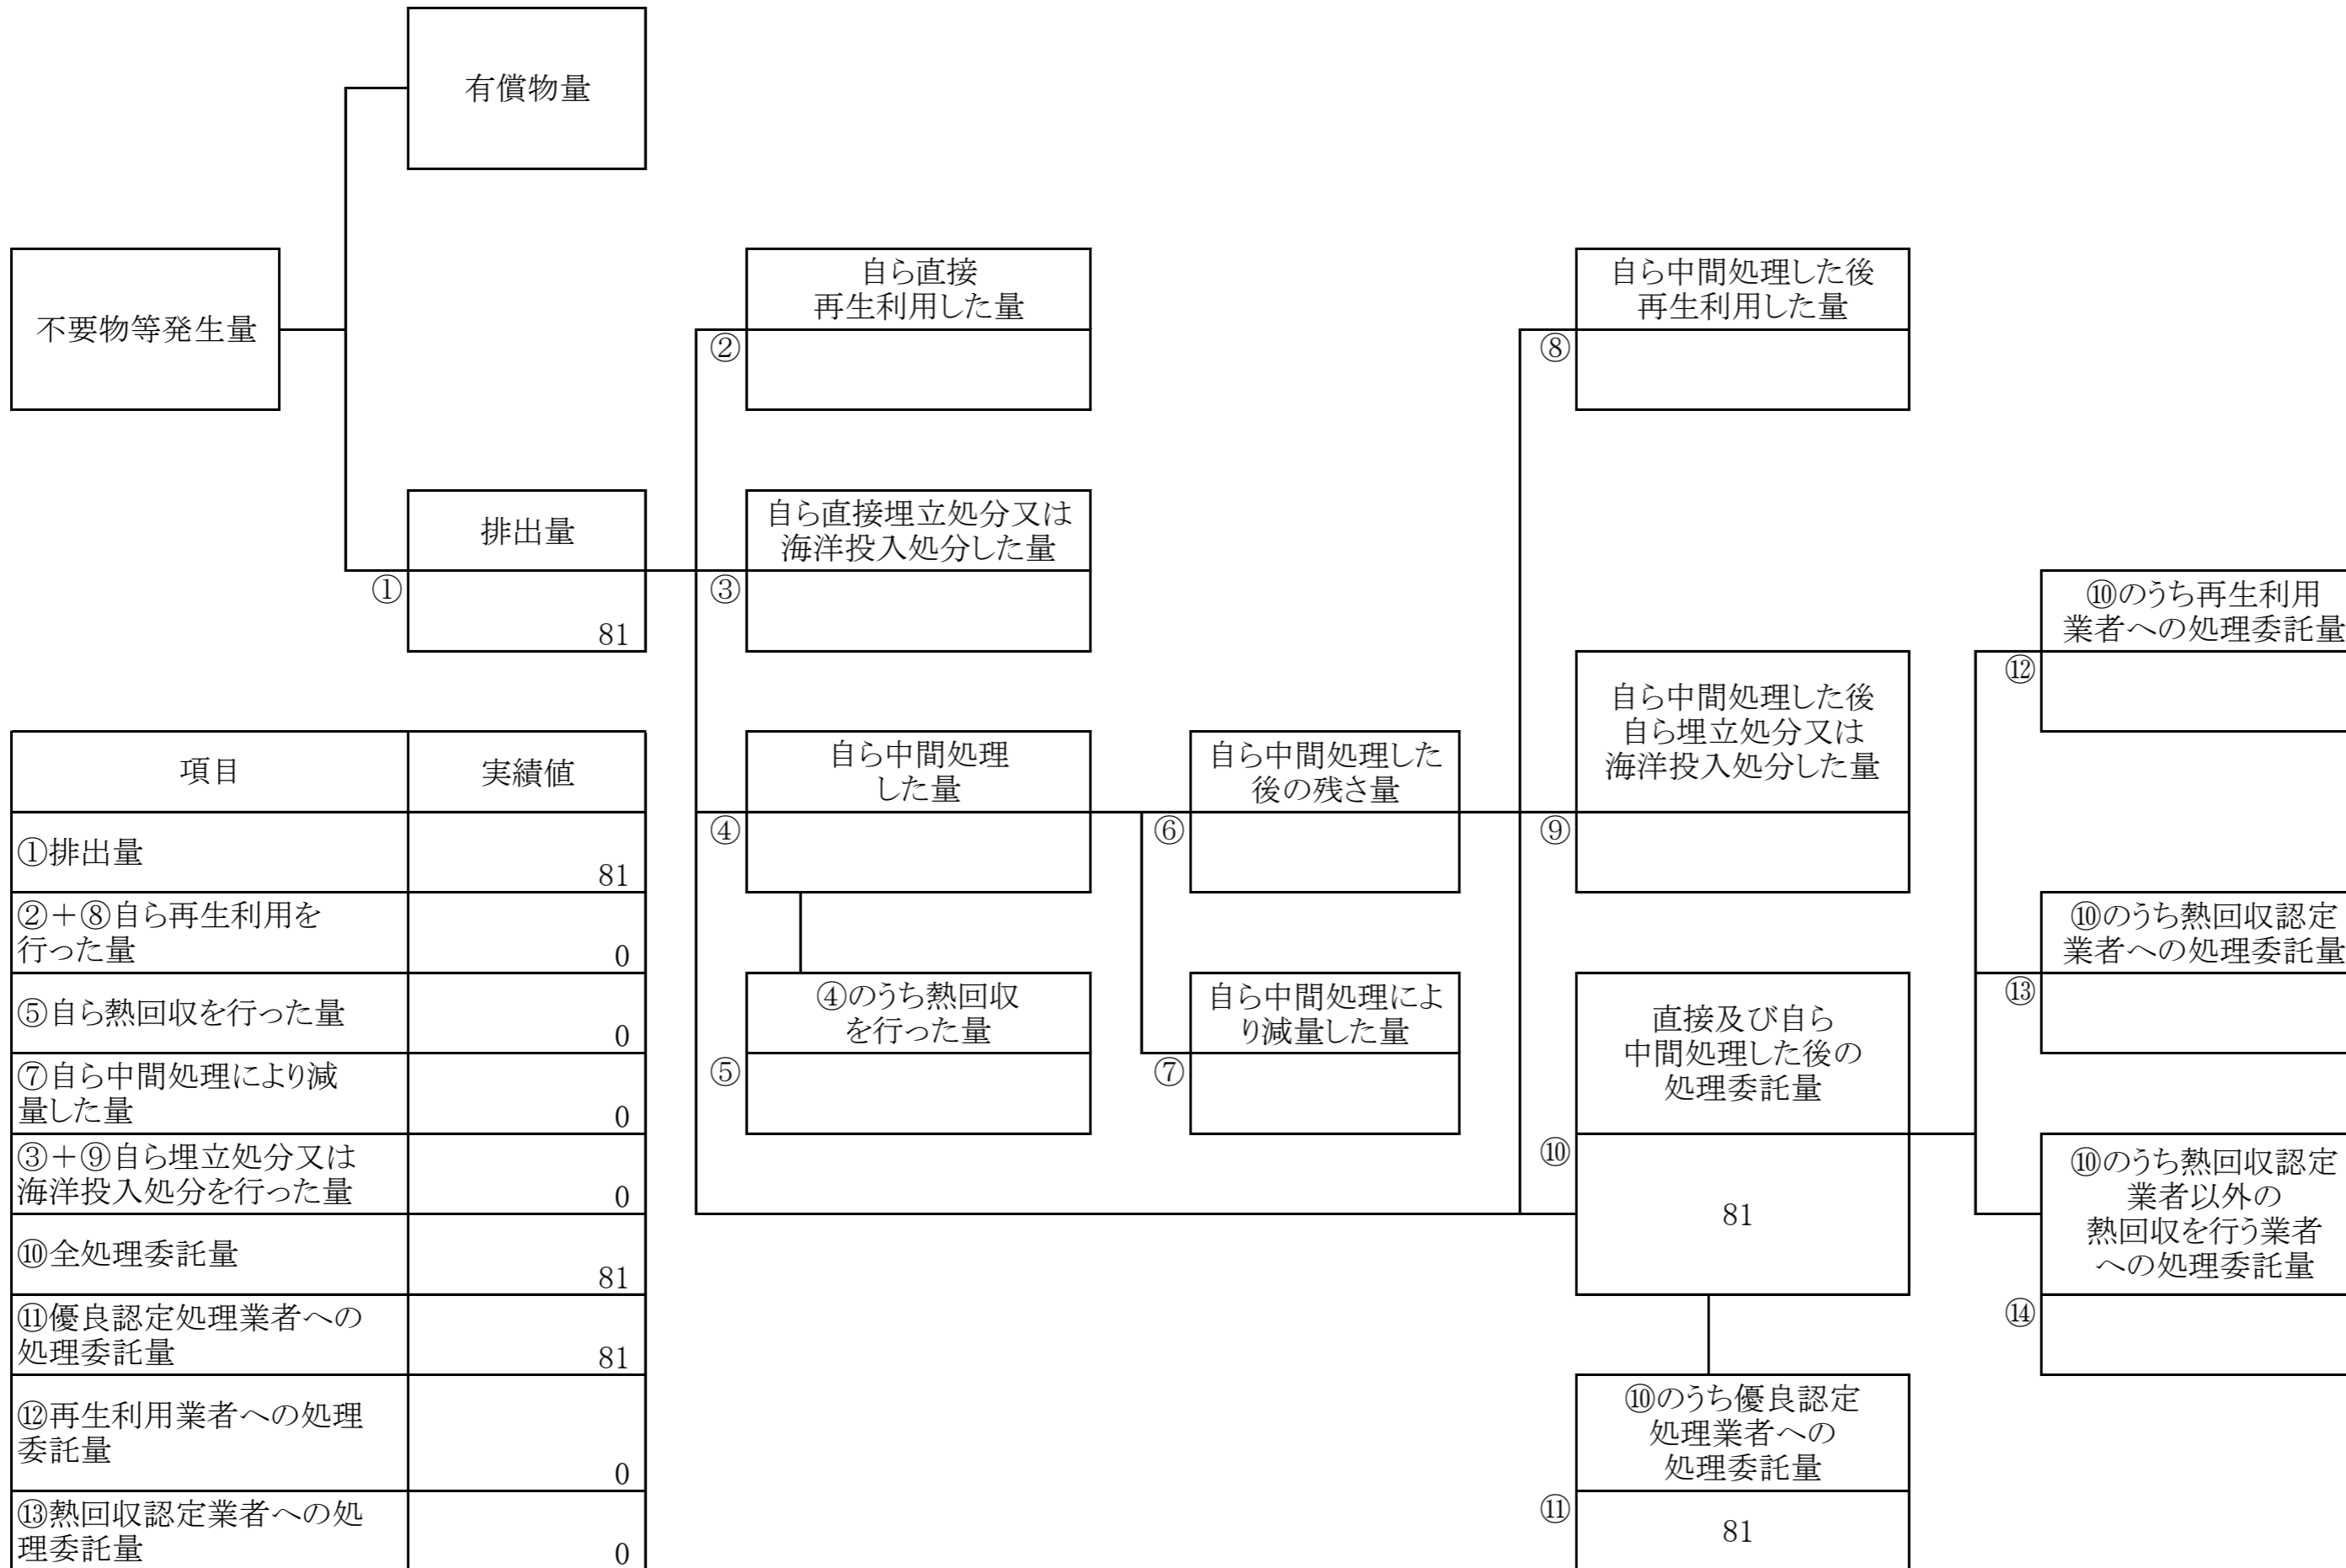 有償物量
不要物等発生量
自ら直接
再生利用した量
②
自ら中間処理した後
再生利用した量
⑧
排出量
①
81
自ら直接埋立処分又は
海洋投入処分した量
③
⑩のうち再生利用
業者への処理委託量
⑫
自ら中間処理した後
自ら埋立処分又は
海洋投入処分した量
⑨
自ら中間処理
した量
④
自ら中間処理した
後の残さ量
⑥
⑩のうち熱回収認定
業者への処理委託量
⑬
④のうち熱回収
を行った量
⑤
自ら中間処理によ
り減量した量
⑦
直接及び自ら
中間処理した後の
処理委託量
⑩
81
⑩のうち熱回収認定
業者以外の
熱回収を行う業者
への処理委託量
⑭
⑩のうち優良認定
処理業者への
処理委託量
⑪
81
項目
実績値
①排出量
81
②+⑧自ら再生利用を
行った量
0
⑤自ら熱回収を行った量
0
⑦自ら中間処理により減
量した量
0
③+⑨自ら埋立処分又は
海洋投入処分を行った量
0
⑩全処理委託量
81
⑪優良認定処理業者への
処理委託量
81
⑫再生利用業者への処理
委託量
0
⑬熱回収認定業者への処
理委託量
0